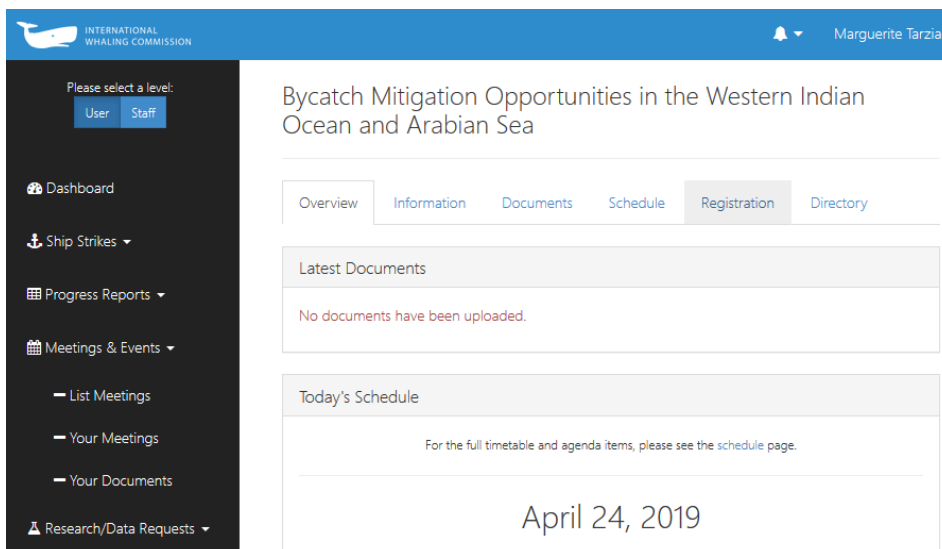 INTERNATIONAL
WHALING COMMISSION
Marguerite Tarzia
Please select a level:
User Staff
Dashboard
Ship Strikes
Progress Reports
Meetings & Events
List Meetings
Your Meetings
Your Documents
Research/Data Requests
Bycatch Mitigation Opportunities in the Western Indian
Ocean and Arabian Sea
Overview Information Documents Schedule Registration Directory
Latest Documents
No documents have been uploaded.
Today's Schedule
For the full timetable and agenda items, please see the schedule page.
April 24, 2019